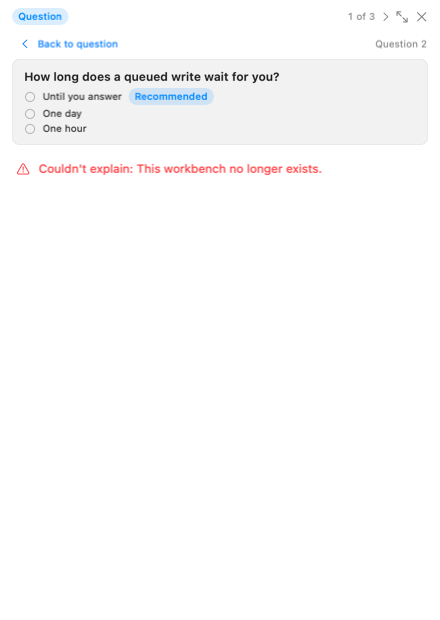 Question
1 of 3
Back to question
Question 2
How long does a queued write wait for you?
Until you answer Recommended
One day
One hour
Couldn't explain: This workbench no longer exists.